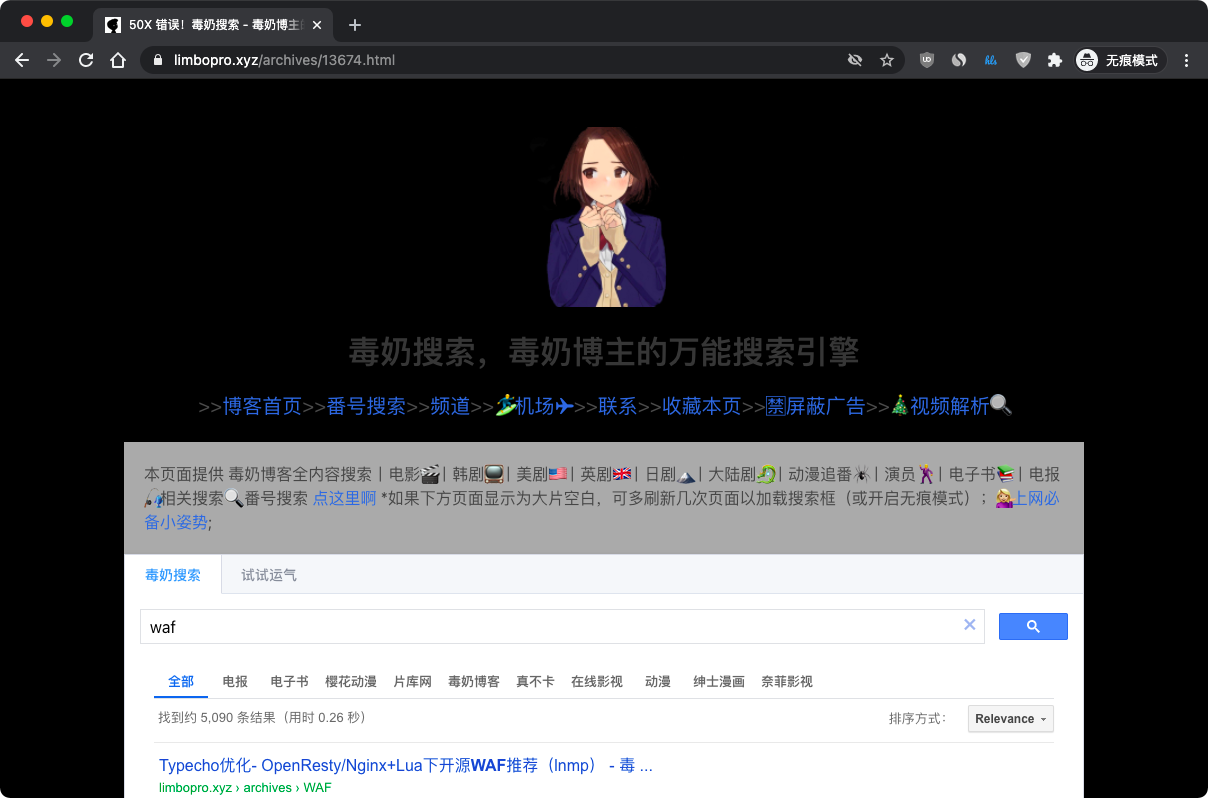 50X 错误！毒奶搜索 - 毒奶博主
limbopro.xyz/archives/13674.html
无痕模式
毒奶搜索，毒奶博主的万能搜索引擎
>>博客首页>>番号搜索>>频道>>🏄机场✈>>联系>>收藏本页>>🈲屏蔽广告>>🎄视频解析🔍
本页面提供 毒奶博客全内容搜索 | 电影🎬| 韩剧📺| 美剧🇺🇸| 英剧🇬🇧| 日剧🗻| 大陆剧🐉| 动漫追番🕷| 演员🕺| 电子书📚| 电报
🎣相关搜索🔍番号搜索 点这里啊 *如果下方页面显示为大片空白，可多刷新几次页面以加载搜索框（或开启无痕模式）；💁上网必
备小姿势;
毒奶搜索 试试运气
waf
全部 电报 电子书 樱花动漫 片库网 毒奶博客 真不卡 在线影视 动漫 绅士漫画 奈菲影视
找到约 5,090 条结果（用时 0.26 秒） 排序方式： Relevance
Typecho优化- OpenResty/Nginx+Lua下开源WAF推荐（lnmp） - 毒 ...
limbopro.xyz › archives › WAF